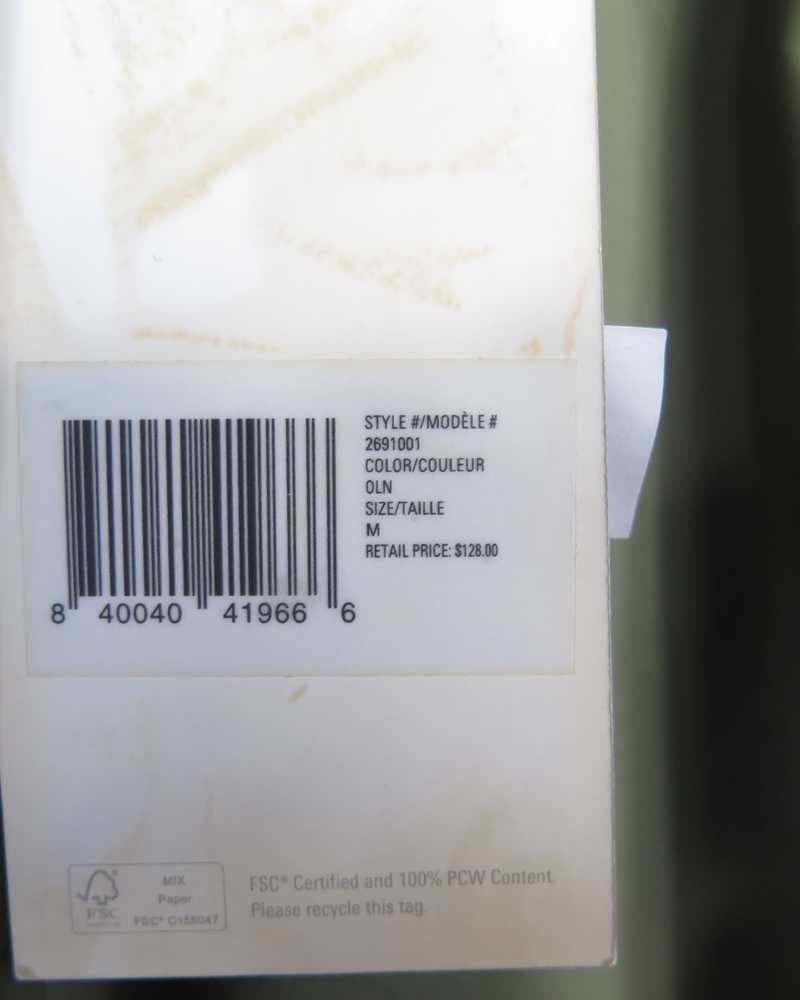 STYLE #/MODÈLE #
2691001
COLOR/COULEUR
OLN
SIZE/TAILLE
M
RETAIL PRICE: $128.00
8 40040 41966 6
MIX
Paper
FSC
FSC® C155047
FSC® Certified and 100% PCW Content.
Please recycle this tag.